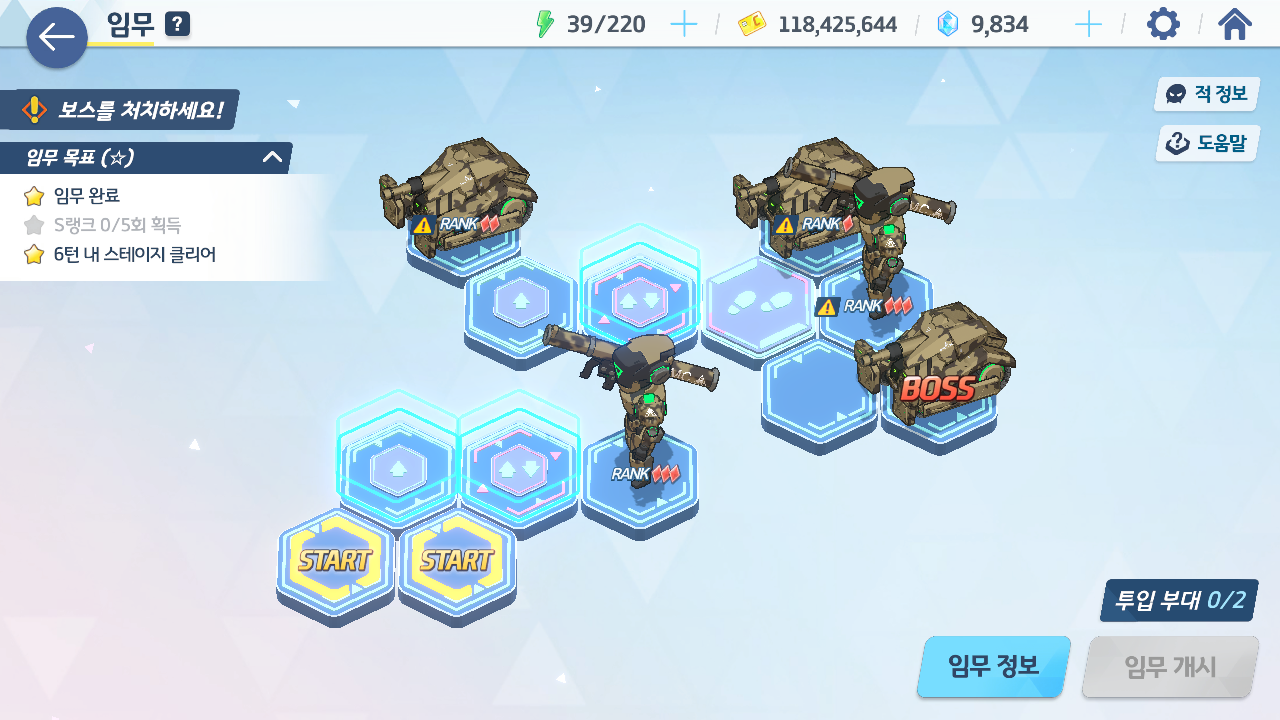 임무 ?
39/220
118,425,644
9,834
보스를 처치하세요!
임무 목표 (☆)
임무 완료
S랭크 0/5회 획득
6턴 내 스테이지 클리어
적 정보
도움말
RANK
RANK
RANK
BOSS
RANK
START
START
투입 부대 0/2
임무 정보
임무 개시